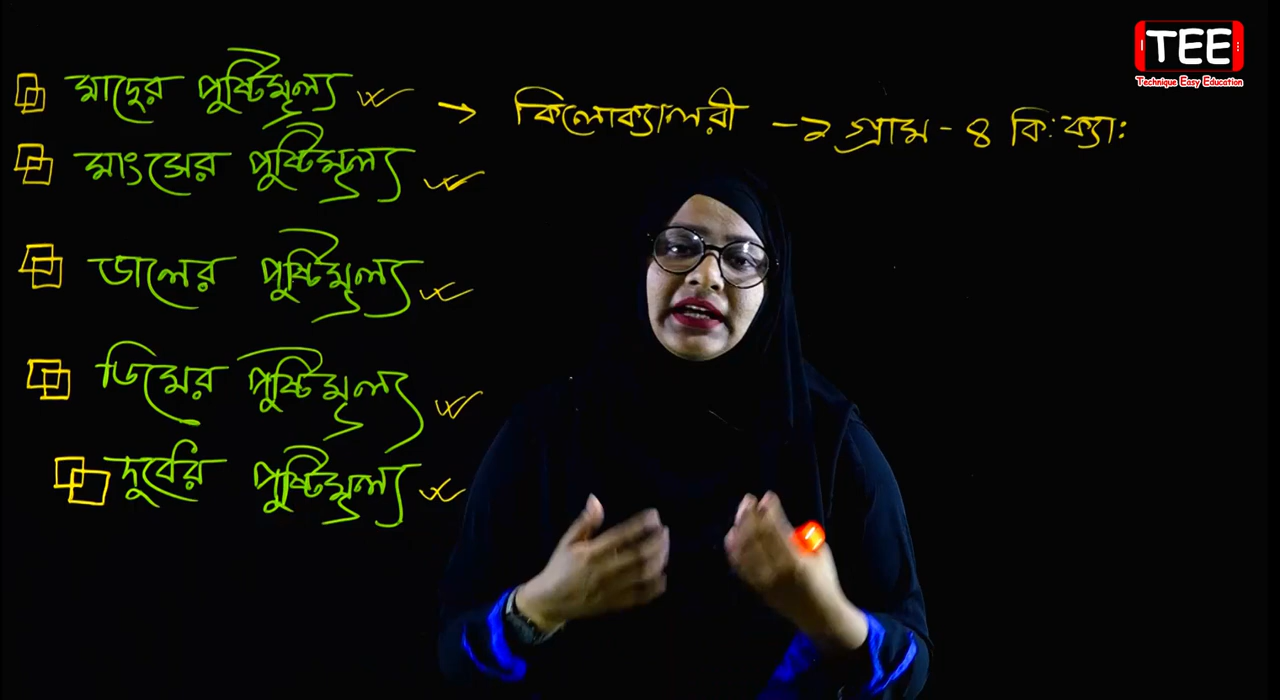 TEE
Technique Easy Education
মাছের পুষ্টিমূল্য → কিলোক্যালরী → ১ গ্রাম - ৪ কি: ক্যা:
মাংসের পুষ্টিমূল্য
ডালের পুষ্টিমূল্য
ডিমের পুষ্টিমূল্য
দুধের পুষ্টিমূল্য